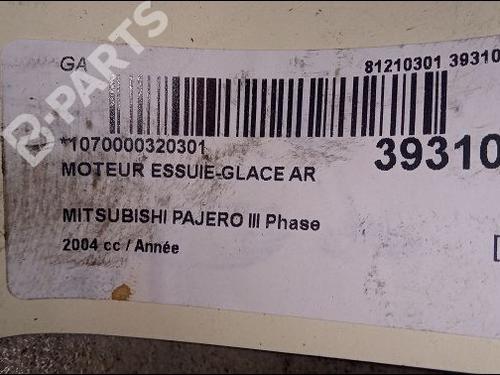 GA
81210301 39310
*1070000320301
39310
MOTEUR ESSUIE-GLACE AR
MITSUBISHI PAJERO III Phase
2004 cc / Année
B-PARTS